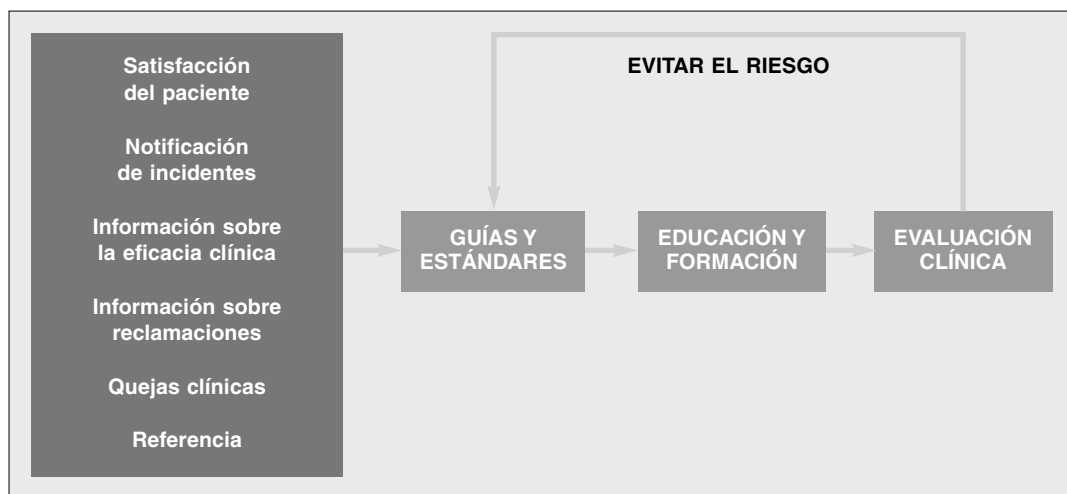 Satisfacción
del paciente
Notificación
de incidentes
Información sobre
la eficacia clínica
Información sobre
reclamaciones
Quejas clínicas
Referencia
EVITAR EL RIESGO
GUÍAS Y
ESTÁNDARES
EDUCACIÓN Y
FORMACIÓN
EVALUACIÓN
CLÍNICA